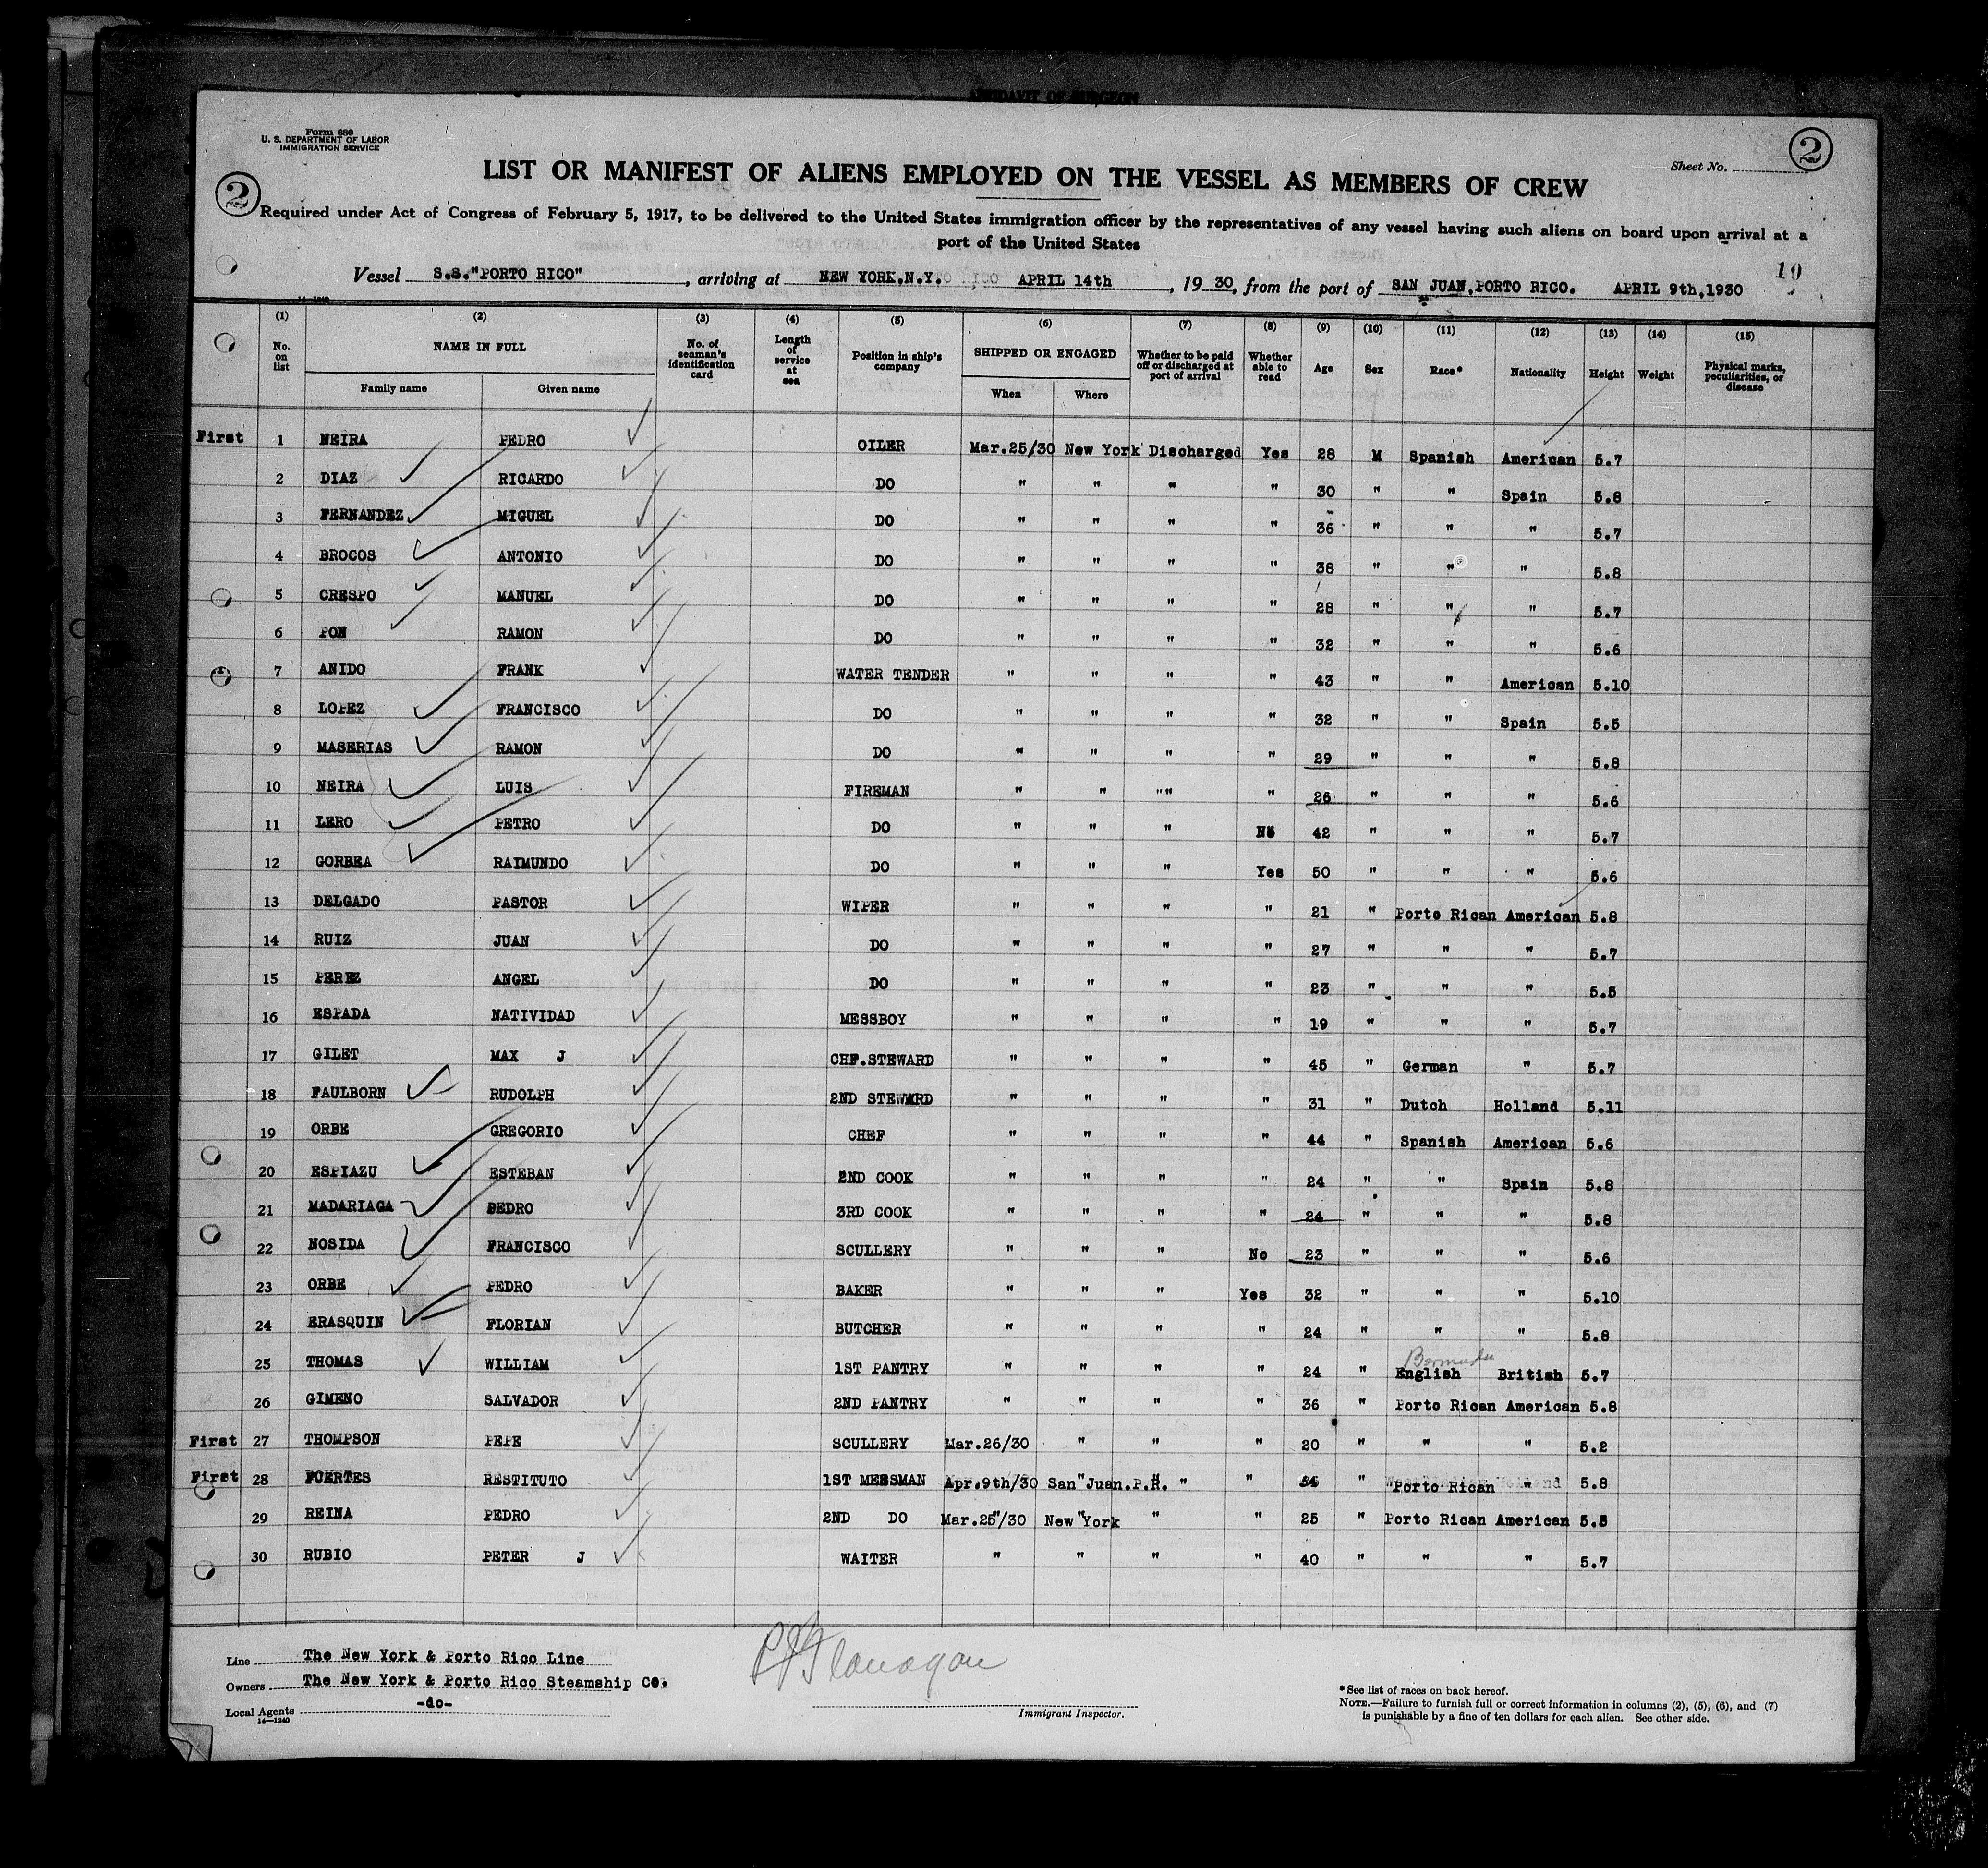 AFFIDAVIT OF SURGEON
Form 680
U. S. DEPARTMENT OF LABOR
IMMIGRATION SERVICE
2
2
Sheet No.
LIST OR MANIFEST OF ALIENS EMPLOYED ON THE VESSEL AS MEMBERS OF CREW
Required under Act of Congress of February 5, 1917, to be delivered to the United States immigration officer by the representatives of any vessel having such aliens on board upon arrival at a
port of the United States
10
Vessel S.S."PORTO RICO", arriving at NEW YORK,N.Y. APRIL 14th, 19 30, from the port of SAN JUAN,PORTO RICO. APRIL 9th,1930
(1) (2) (3) (4) (5) (6) (7) (8) (9) (10) (11) (12) (13) (14) (15)
No. on list NAME IN FULL Family name Given name No. of seaman's identification card Length of service at sea Position in ship's company SHIPPED OR ENGAGED When Where Whether to be paid off or discharged at port of arrival Whether able to read Age Sex Race* Nationality Height Weight Physical marks, peculiarities, or disease
First 1 NEIRA PEDRO OILER Mar.25/30 New York Discharged Yes 28 M Spanish American 5.7
2 DIAZ RICARDO DO " " " " 30 " " Spain 5.8
3 FERNANDEZ MIGUEL DO " " " " 36 " " " 5.7
4 BROCOS ANTONIO DO " " " " 38 " " " 5.8
5 CRESPO MANUEL DO " " " " 28 " " " 5.7
6 PON RAMON DO " " " " 32 " " " 5.6
7 ANIDO FRANK WATER TENDER " " " " 43 " " American 5.10
8 LOPEZ FRANCISCO DO " " " " 32 " " Spain 5.5
9 MASERIAS RAMON DO " " " " 29 " " " 5.8
10 NEIRA LUIS FIREMAN " " "" " 26 " " " 5.6
11 LERO PETRO DO " " " No 42 " " " 5.7
12 GORBEA RAIMUNDO DO " " " Yes 50 " " " 5.6
13 DELGADO PASTOR WIPER " " " " 21 " Porto Rican American 5.8
14 RUIZ JUAN DO " " " " 27 " " " 5.7
15 PEREZ ANGEL DO " " " " 23 " " " 5.5
16 ESPADA NATIVIDAD MESSBOY " " " " 19 " " " 5.7
17 GILET MAX J CHF.STEWARD " " " " 45 " German " 5.7
18 FAULBORN RUDOLPH 2ND STEWARD " " " " 31 " Dutch Holland 5.11
19 ORBE GREGORIO CHEF " " " " 44 " Spanish American 5.6
20 ESPIAZU ESTEBAN 2ND COOK " " " " 24 " " Spain 5.8
21 MADARIAGA PEDRO 3RD COOK " " " " 24 " " " 5.8
22 NOSIDA FRANCISCO SCULLERY " " " No 23 " " " 5.6
23 ORBE PEDRO BAKER " " " Yes 32 " " " 5.10
24 ERASQUIN FLORIAN BUTCHER " " " " 24 " " " 5.8
Bermuda
25 THOMAS WILLIAM 1ST PANTRY " " " " 24 " English British 5.7
26 GIMENO SALVADOR 2ND PANTRY " " " " 36 " Porto Rican American 5.8
First 27 THOMPSON PEPE SCULLERY Mar.26/30 " " " 20 " " " 5.2
First 28 FUERTES RESTITUTO 1ST MESSMAN Apr.9th/30 San Juan.P.R. " " " Porto Rican " 5.8
29 REINA PEDRO 2ND DO Mar.25/30 New York " " 25 " Porto Rican American 5.5
30 RUBIO PETER J WAITER " " " " 40 " " " 5.7
Line The New York & Porto Rico Line
Owners The New York & Porto Rico Steamship CO.
Local Agents -do-
14—1240
P J Flanagan
Immigrant Inspector.
*See list of races on back hereof.
NOTE.—Failure to furnish full or correct information in columns (2), (5), (6), and (7)
is punishable by a fine of ten dollars for each alien. See other side.